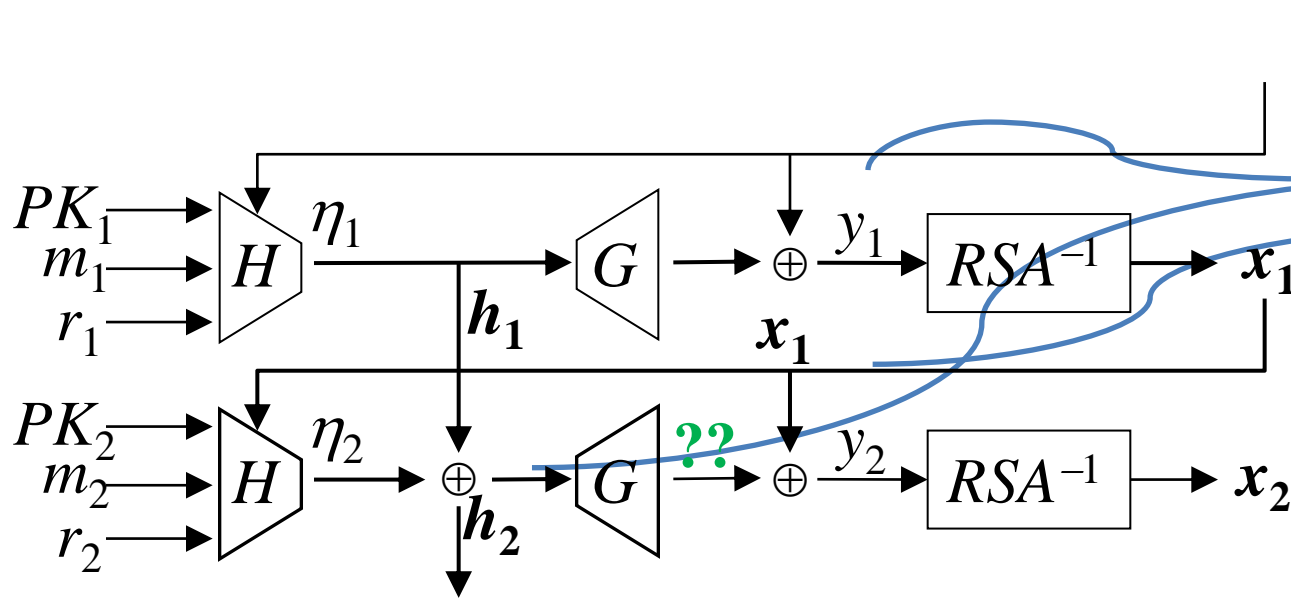 PK₁ η₁ y₁
m₁ H G ⊕ RSA⁻¹ x₁
r₁ h₁ x₁
PK₂ η₂ ?? y₂
m₂ H ⊕ G ⊕ RSA⁻¹ x₂
r₂ h₂